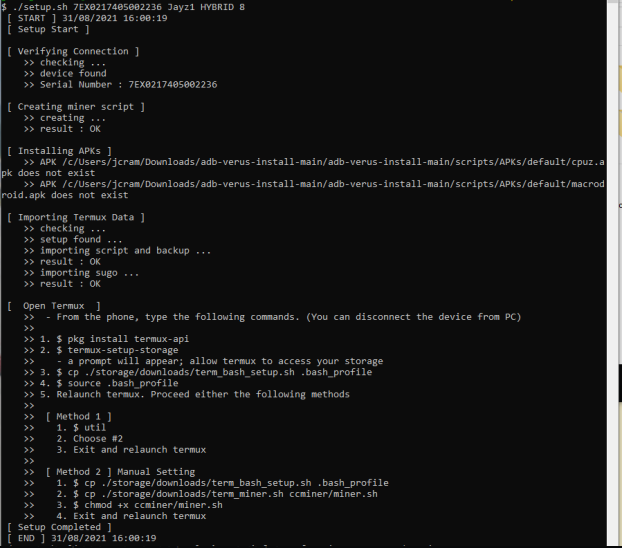 $ ./setup.sh 7EX0217405002236 Jayz1 HYBRID 8
[ START ] 31/08/2021 16:00:19
[ Setup Start ]
[ Verifying Connection ]
>> checking ...
>> device found
>> Serial Number : 7EX0217405002236
[ Creating miner script ]
>> creating ...
>> result : OK
[ Installing APKs ]
>> APK /c/Users/jcram/Downloads/adb-verus-install-main/adb-verus-install-main/scripts/APKs/default/cpuz.a
pk does not exist
>> APK /c/Users/jcram/Downloads/adb-verus-install-main/adb-verus-install-main/scripts/APKs/default/macrod
roid.apk does not exist
[ Importing Termux Data ]
>> checking ...
>> setup found ...
>> importing script and backup ...
>> result : OK
>> importing sugo ...
>> result : OK
[  Open Termux  ]
>>  - From the phone, type the following commands. (You can disconnect the device from PC)
>>
>> 1. $ pkg install termux-api
>> 2. $ termux-setup-storage
>>    - a prompt will appear; allow termux to access your storage
>> 3. $ cp ./storage/downloads/term_bash_setup.sh .bash_profile
>> 4. $ source .bash_profile
>> 5. Relaunch termux. Proceed either the following methods
>>
>>  [ Method 1 ]
>>    1. $ util
>>    2. Choose #2
>>    3. Exit and relaunch termux
>>
>>  [ Method 2 ] Manual Setting
>>    1. $ cp ./storage/downloads/term_bash_setup.sh .bash_profile
>>    2. $ cp ./storage/downloads/term_miner.sh ccminer/miner.sh
>>    3. $ chmod +x ccminer/miner.sh
>>    4. Exit and relaunch termux
[ Setup Completed ]
[ END ] 31/08/2021 16:00:19